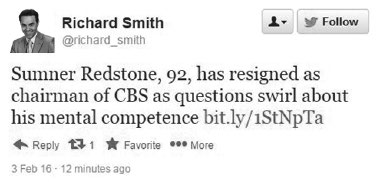 Richard Smith
@richard_smith
Follow
Sumner Redstone, 92, has resigned as
chairman of CBS as questions swirl about
his mental competence bit.ly/1StNpTa
Reply 1 Favorite More
3 Feb 16 - 12 minutes ago